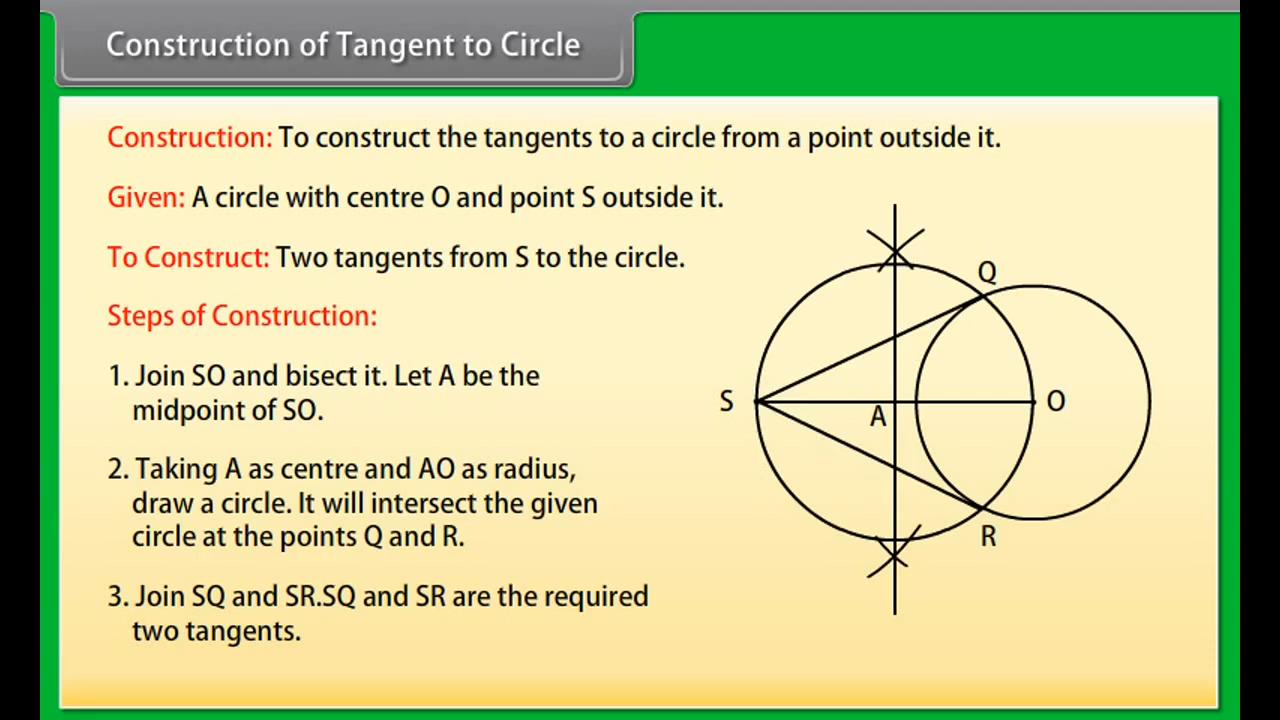 Construction of Tangent to Circle
Construction: To construct the tangents to a circle from a point outside it.
Given: A circle with centre O and point S outside it.
To Construct: Two tangents from S to the circle.
Steps of Construction:
1. Join SO and bisect it. Let A be the
midpoint of SO.
2. Taking A as centre and AO as radius,
draw a circle. It will intersect the given
circle at the points Q and R.
3. Join SQ and SR.SQ and SR are the required
two tangents.
Q
S
A
O
R